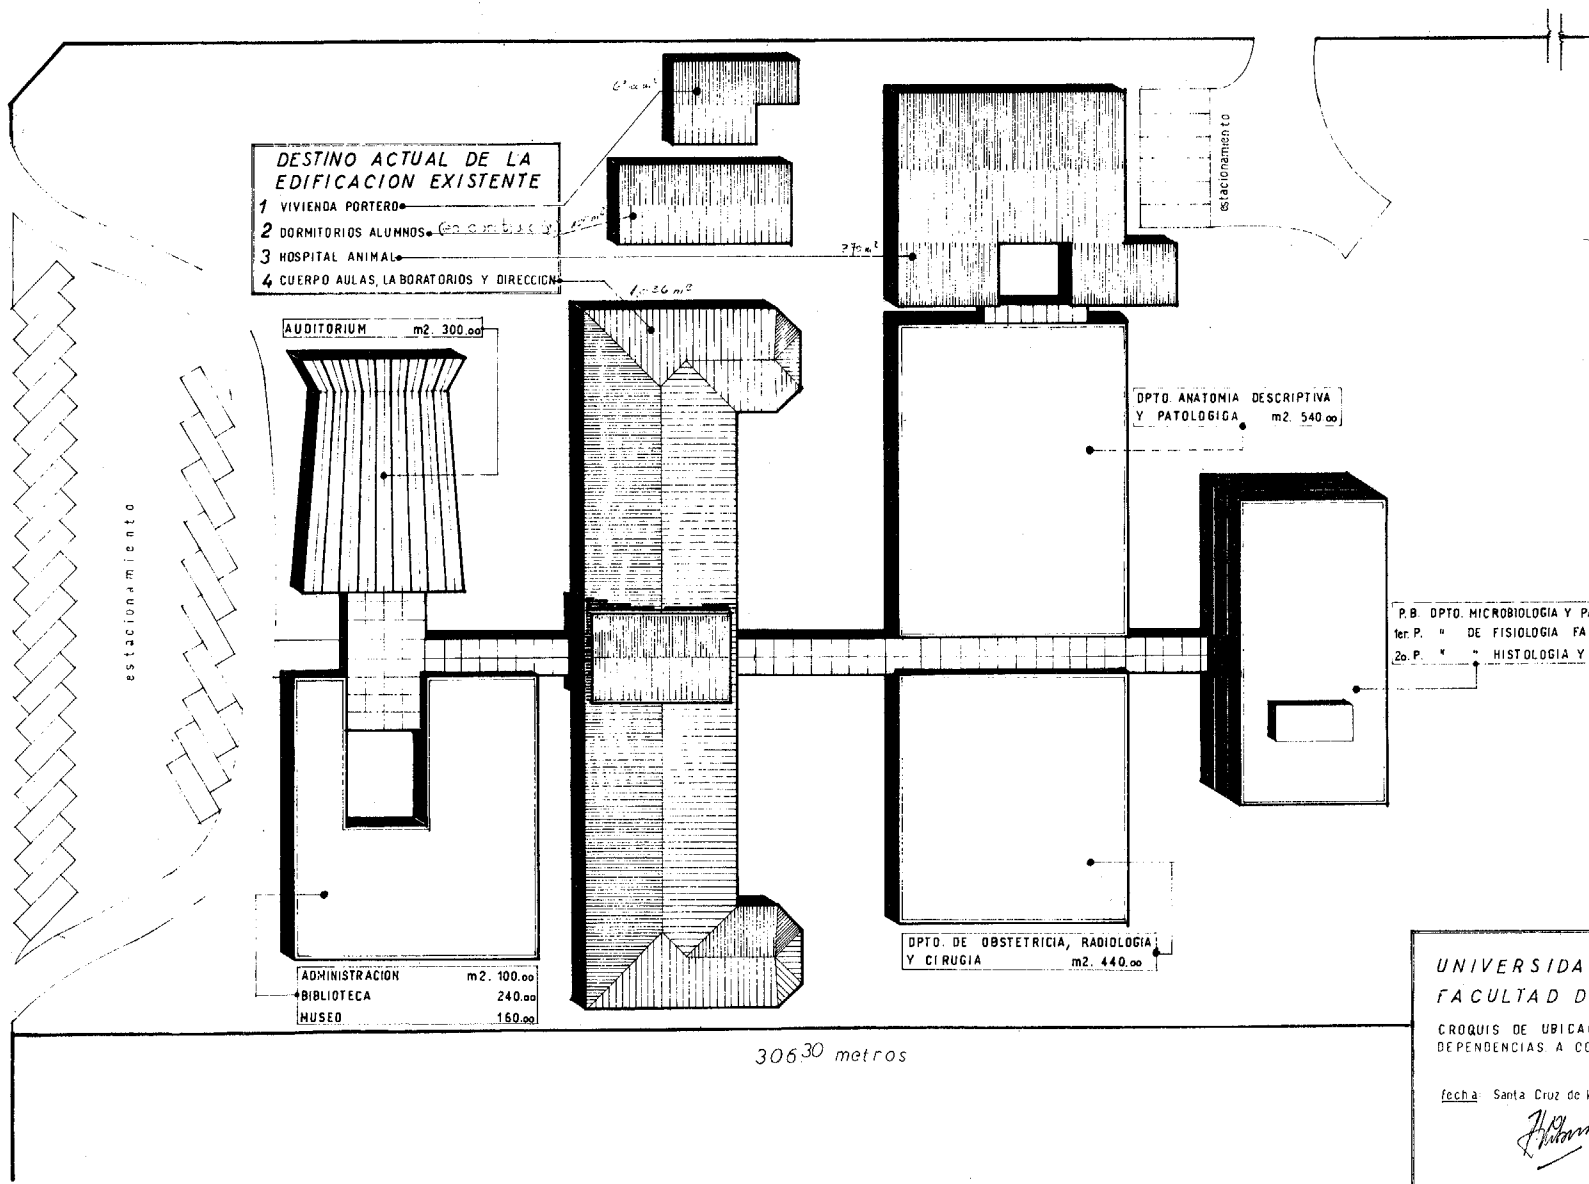 DESTINO ACTUAL DE LA
EDIFICACION EXISTENTE
1 VIVIENDA PORTERO
2 DORMITORIOS ALUMNOS
3 HOSPITAL ANIMAL
4 CUERPO AULAS, LABORATORIOS Y DIRECCION
estacionamiento
AUDITORIUM m2. 300.00
DPTO. ANATOMIA DESCRIPTIVA
Y PATOLOGICA m2. 540.00
estacionamiento
P.B. DPTO. MICROBIOLOGIA Y
1er. P. " DE FISIOLOGIA FA
2o. P. " " HISTOLOGIA Y
DPTO. DE OBSTETRICIA, RADIOLOGIA
Y CIRUGIA m2. 440.00
ADMINISTRACION m2. 100.00
BIBLIOTECA 240.00
MUSEO 160.00
306.30 metros
UNIVERSIDA
FACULTAD D
CROQUIS DE UBICA
DEPENDENCIAS A CO
fecha: Santa Cruz de